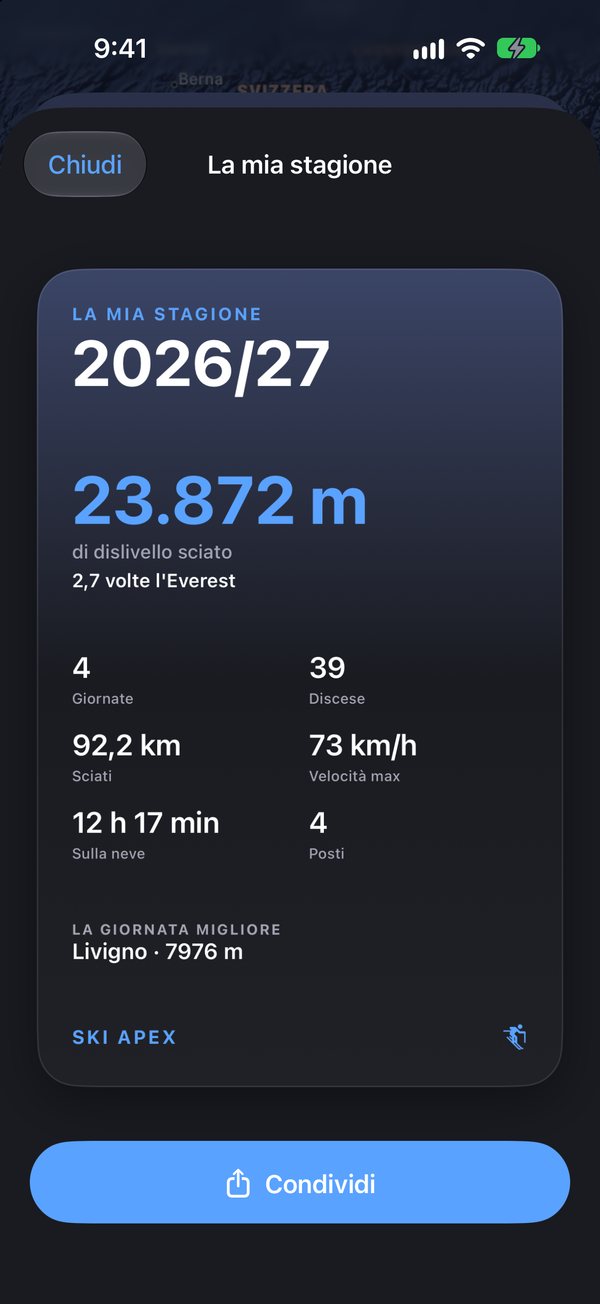 9:41
Berna
SVIZZERA
Chiudi
La mia stagione
LA MIA STAGIONE
2026/27
23.872 m
di dislivello sciato
2,7 volte l'Everest
4
39
Giornate
Discese
92,2 km
73 km/h
Sciati
Velocità max
12 h 17 min
4
Sulla neve
Posti
LA GIORNATA MIGLIORE
Livigno · 7976 m
SKI APEX
Condividi